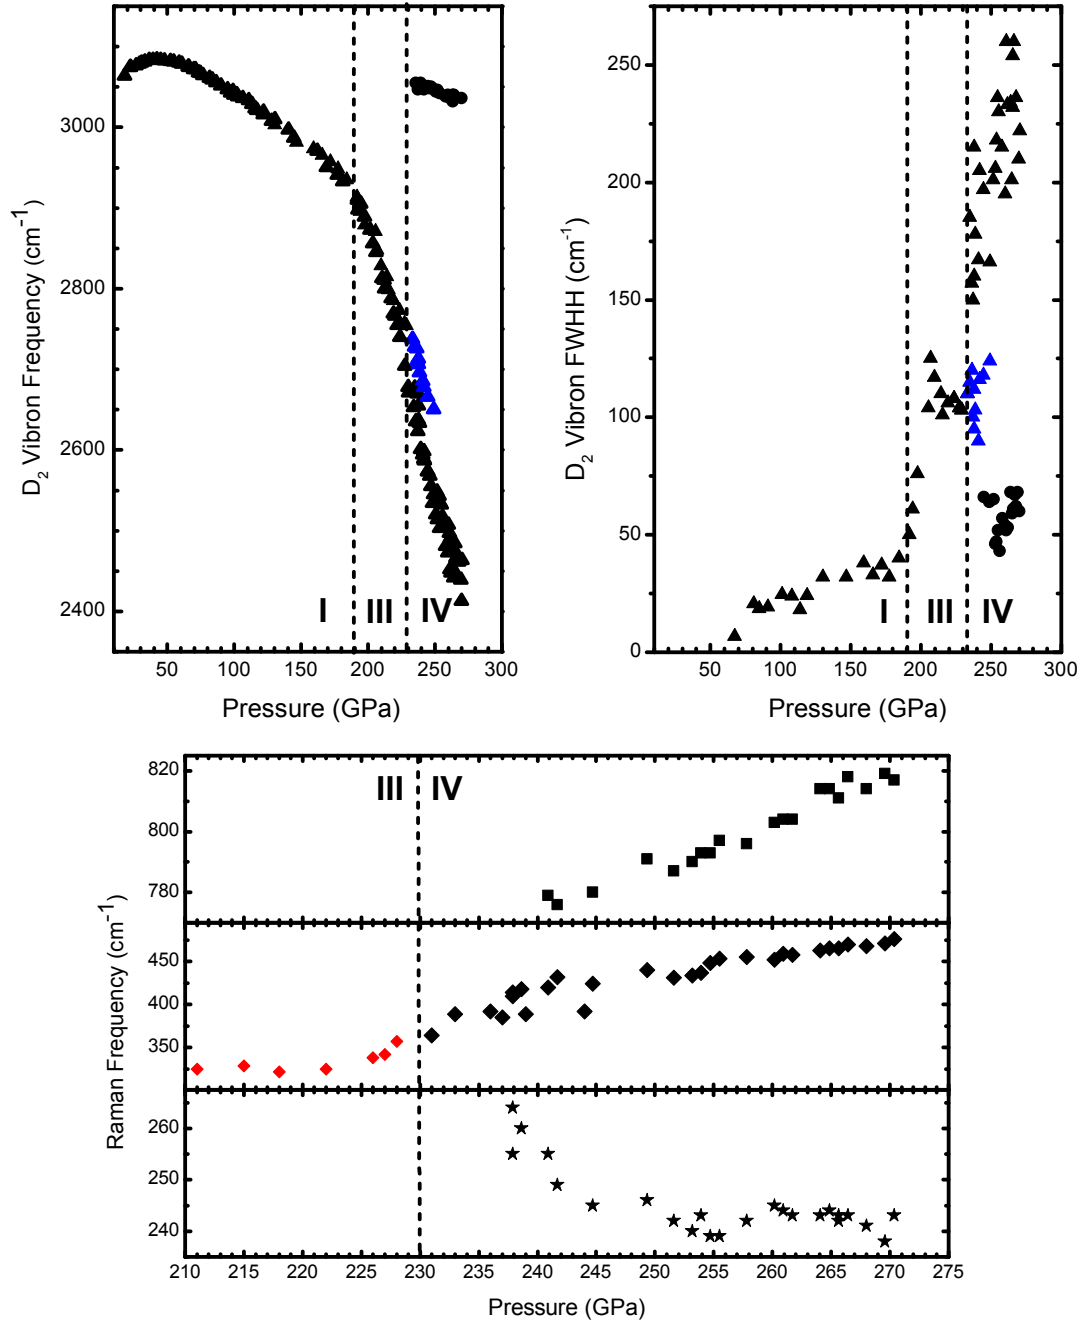 D₂ Vibron Frequency (cm⁻¹)
3000
2800
2600
2400
I III IV
50 100 150 200 250 300
Pressure (GPa)
D₂ Vibron FWHH (cm⁻¹)
250
200
150
100
50
0
I III IV
50 100 150 200 250 300
Pressure (GPa)
Raman Frequency (cm⁻¹)
III IV
820
800
780
450
400
350
260
250
240
210 215 220 225 230 235 240 245 250 255 260 265 270 275
Pressure (GPa)